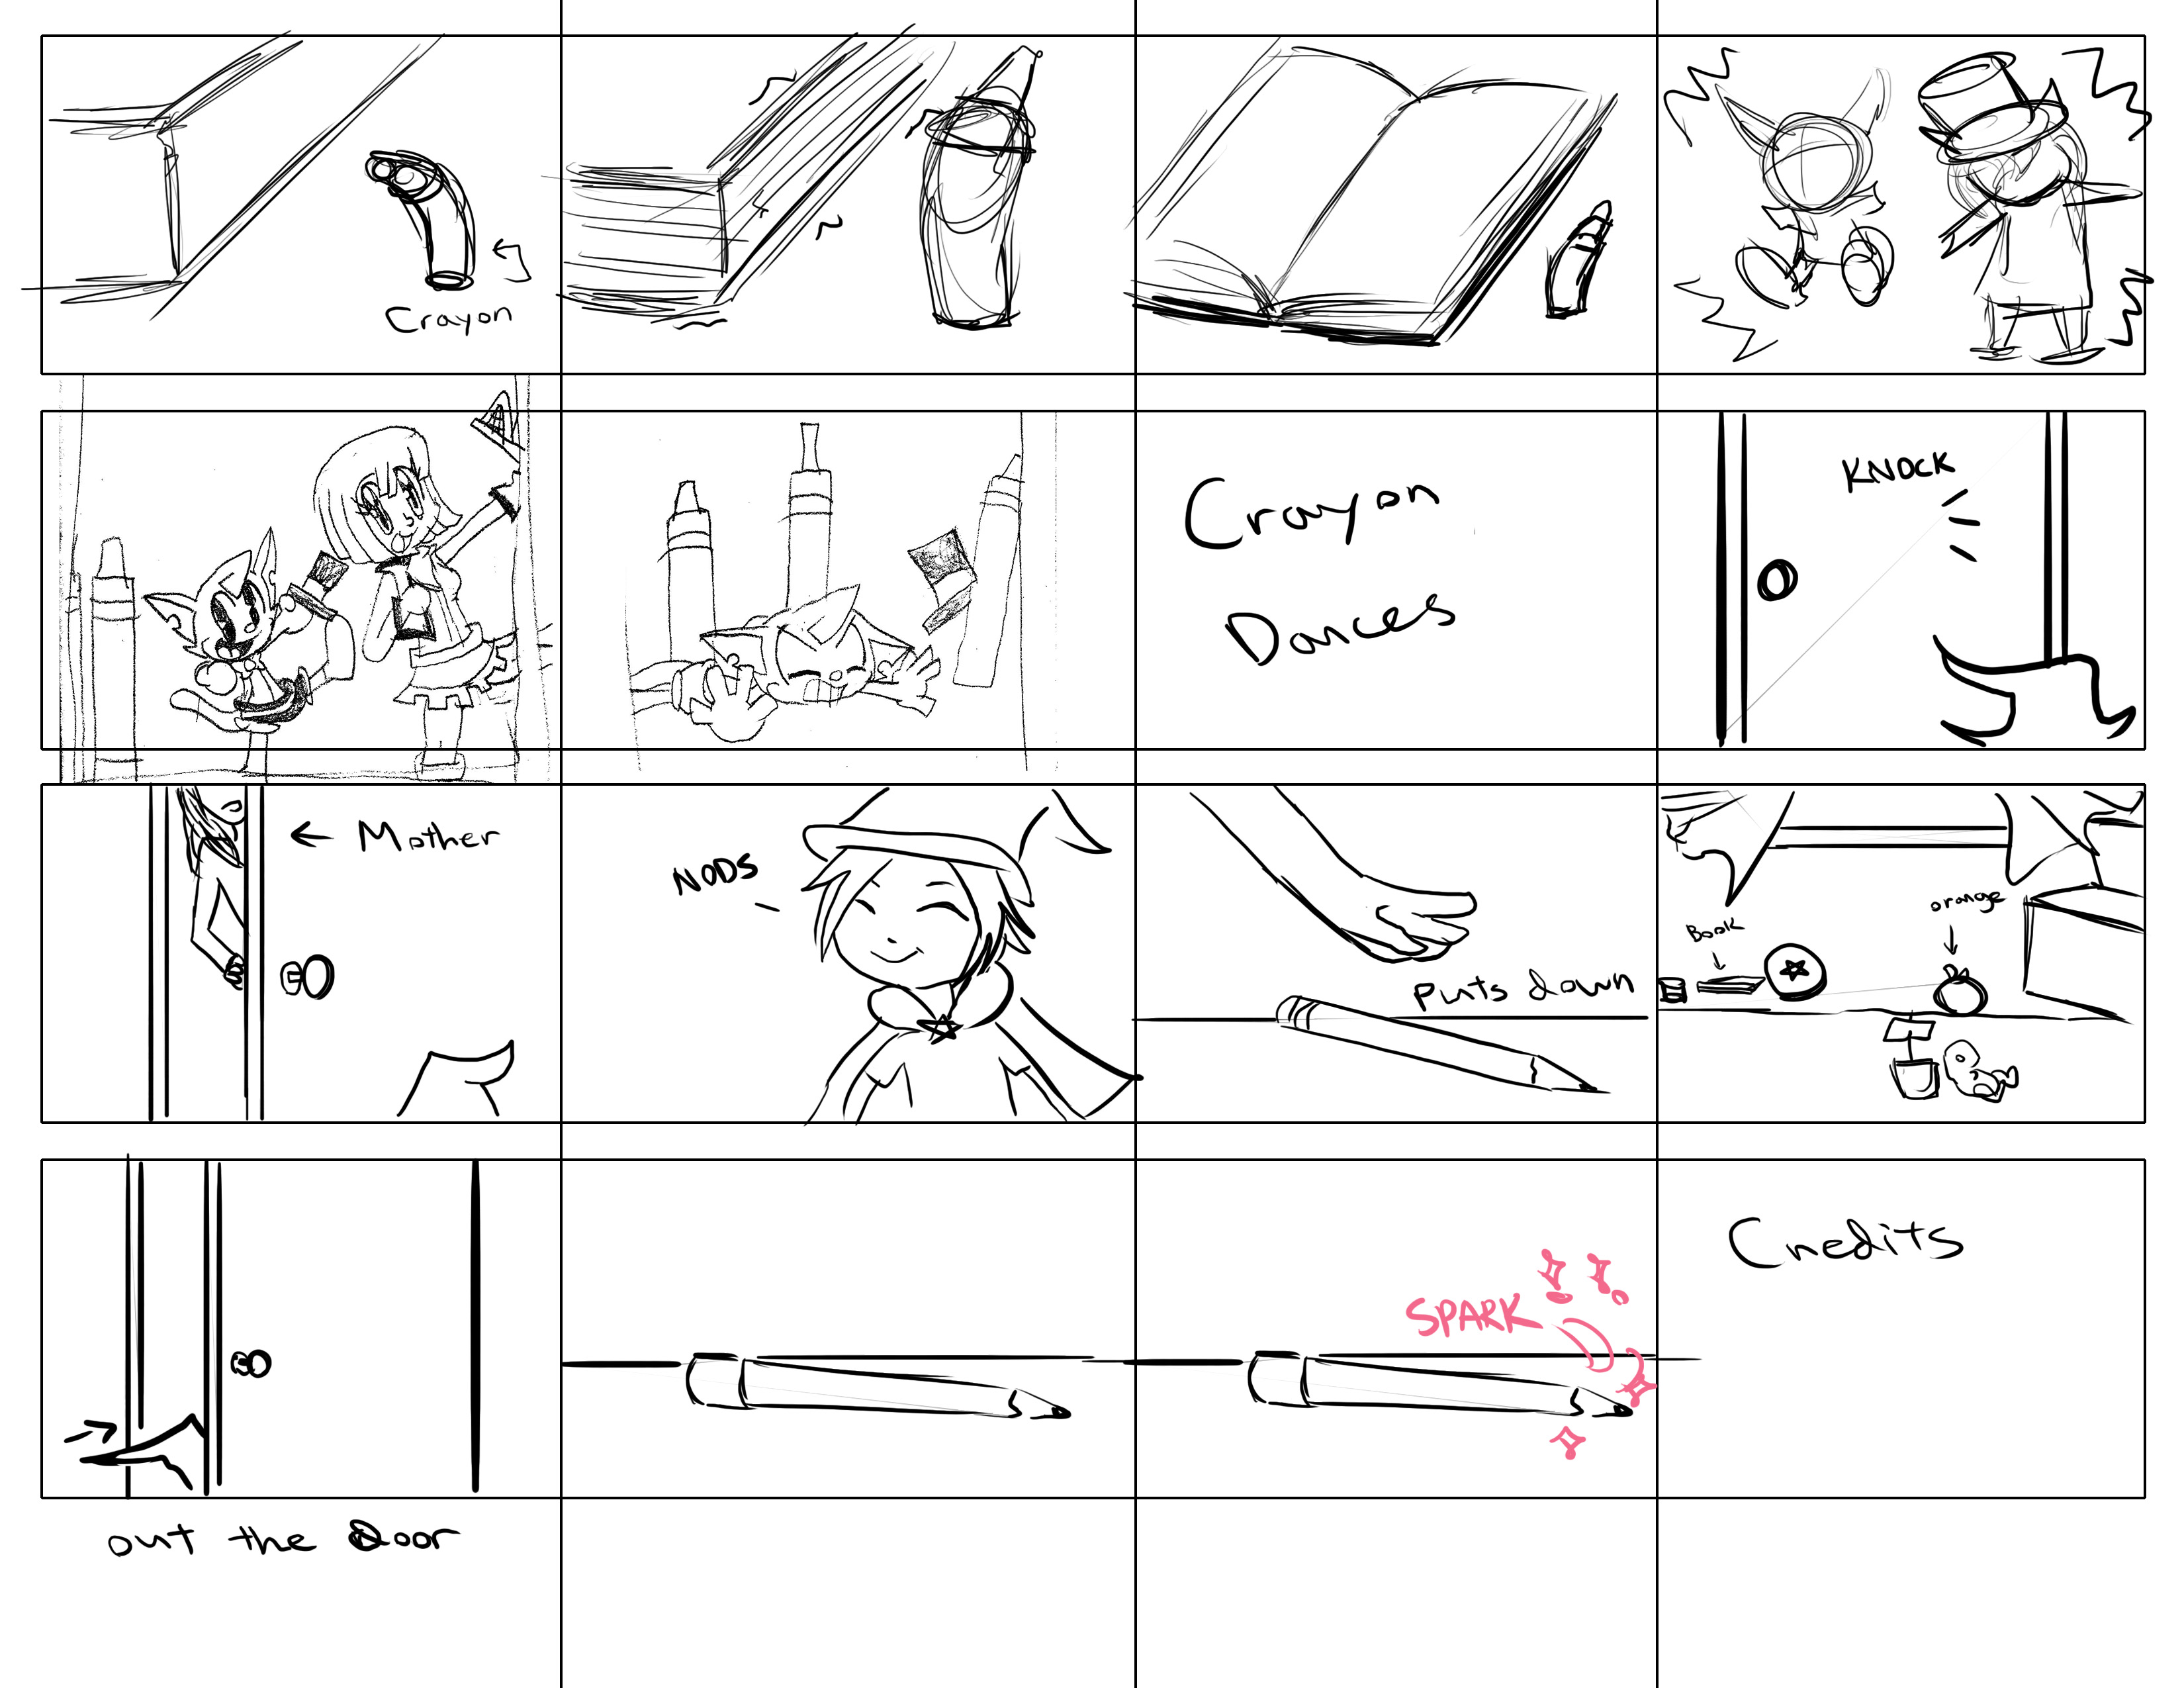 Crayon
Crayon
Dances
KNOCK
← Mother
NODS
Puts down
Book
orange
SPARK
Credits
out the Door